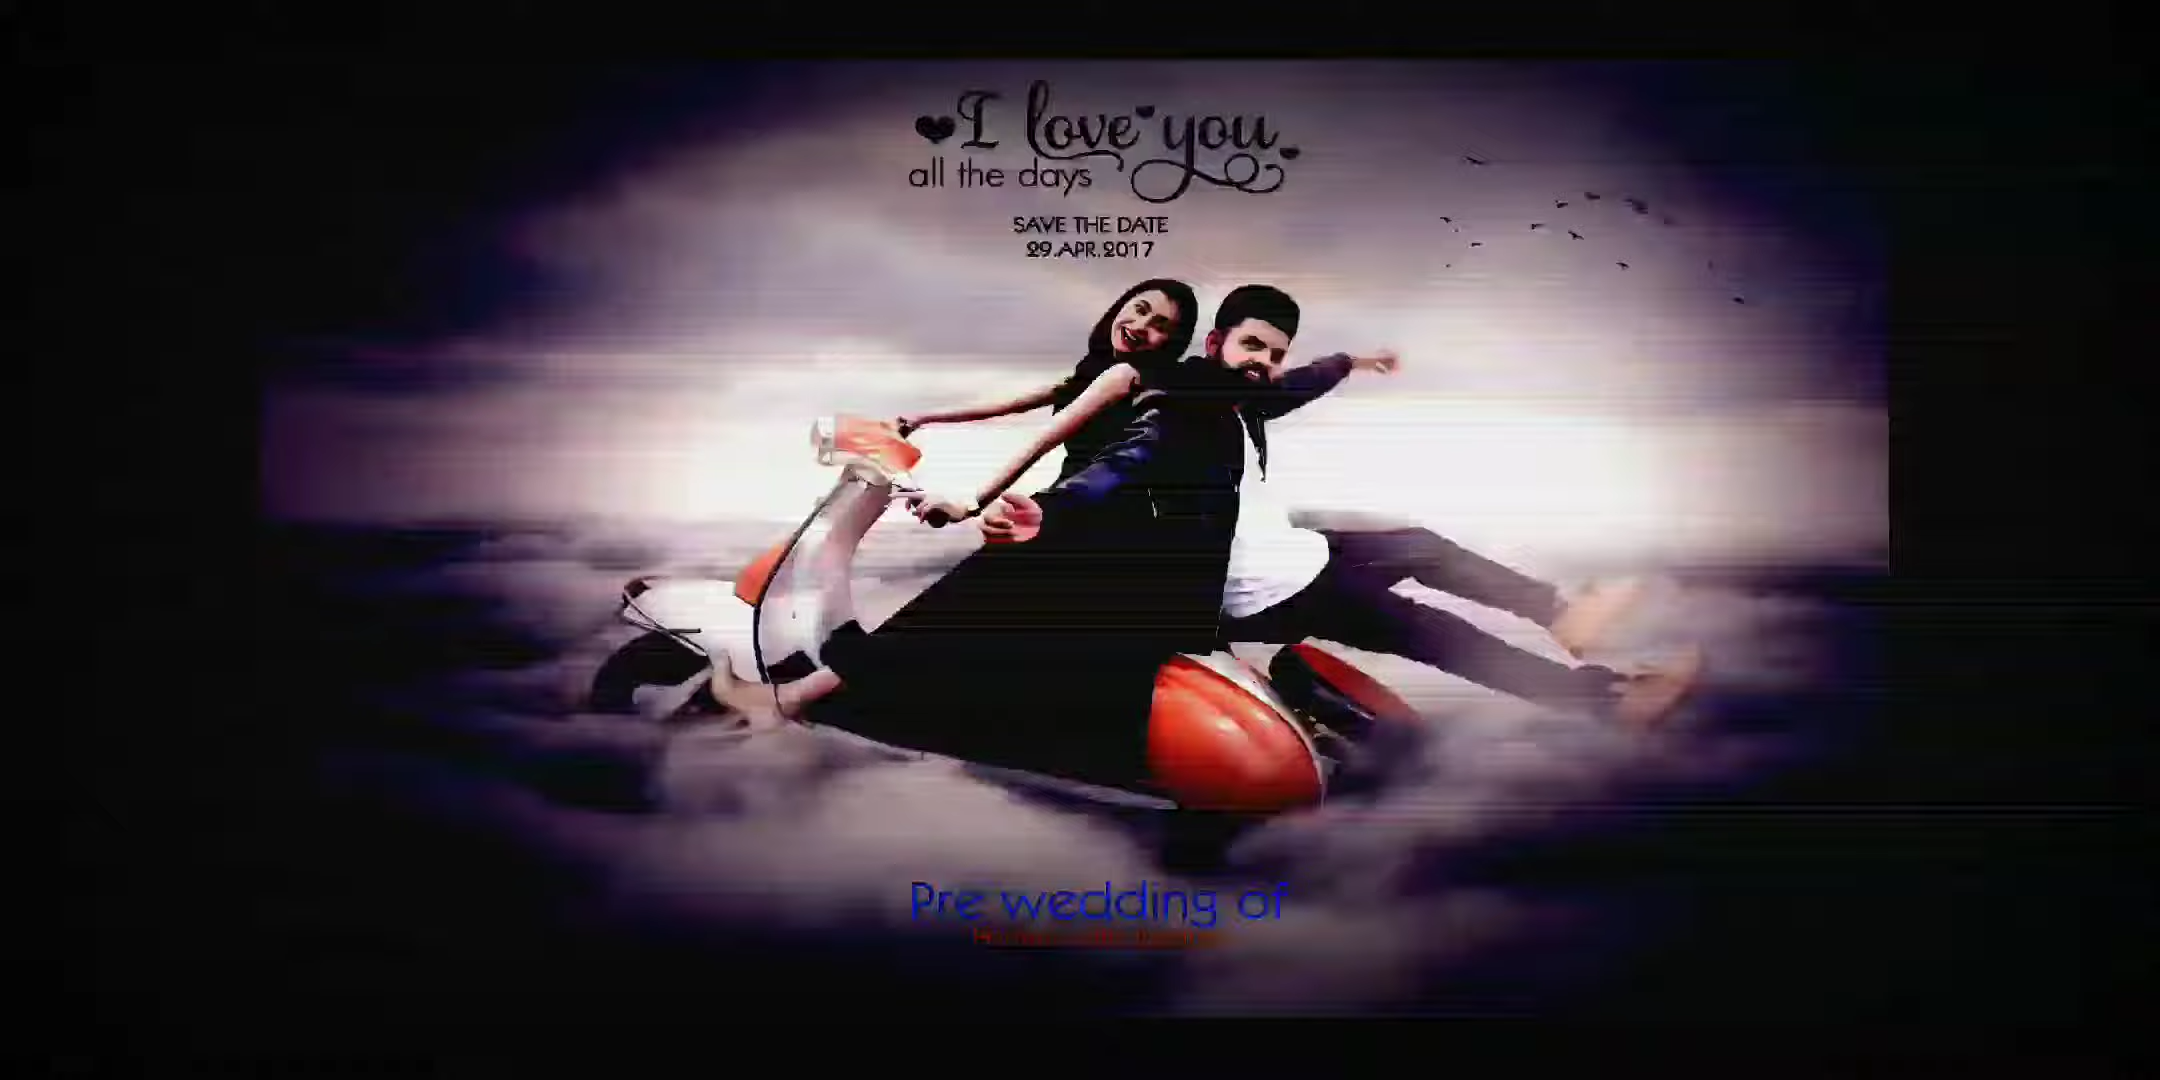 I love you
all the days
SAVE THE DATE
29.APR.2017
Pre wedding of